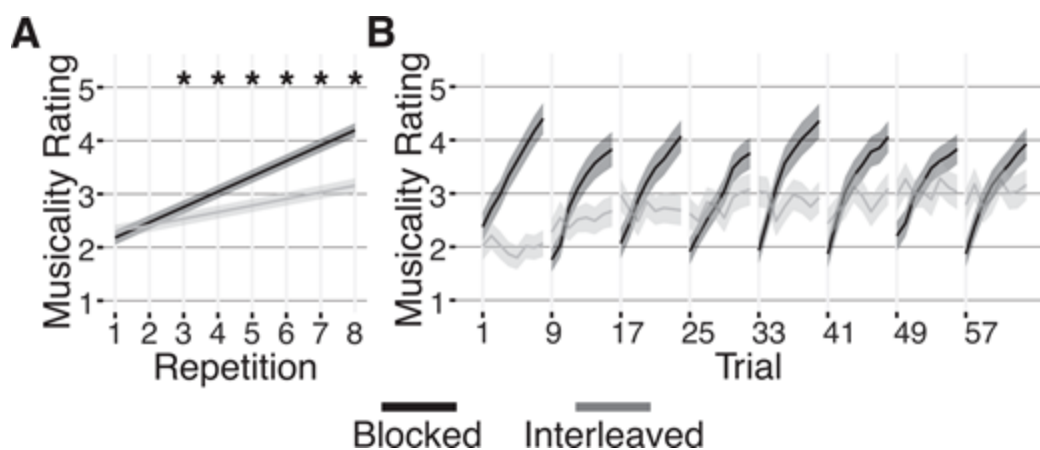 A
B
Musicality Rating
5
4
3
2
1
* * * * * *
1 2 3 4 5 6 7 8
Repetition
Musicality Rating
5
4
3
2
1
1 9 17 25 33 41 49 57
Trial
Blocked Interleaved